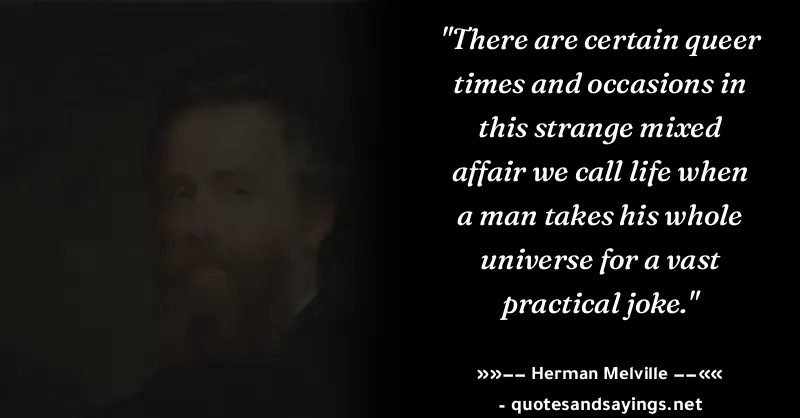 "There are certain queer
times and occasions in
this strange mixed
affair we call life when
a man takes his whole
universe for a vast
practical joke."
»»–– Herman Melville ––««
- quotesandsayings.net